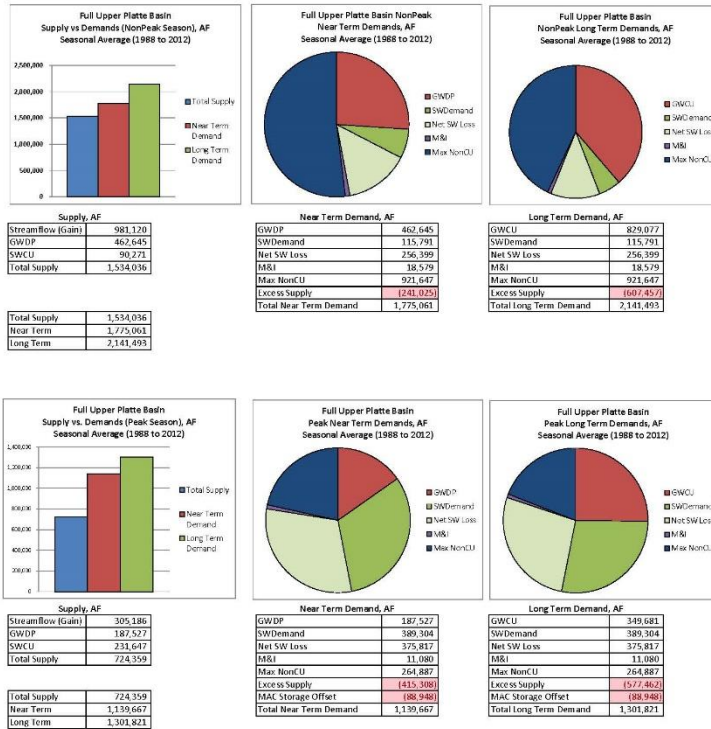 Full Upper Platte Basin
Supply vs Demands (NonPeak Season), AF
Seasonal Average (1988 to 2012)
2,500,000
2,000,000
1,500,000
1,000,000
500,000
0
Total Supply
Near Term
Demand
Long Term
Demand
Full Upper Platte Basin NonPeak
Near Term Demands, AF
Seasonal Average (1988 to 2012)
GWDP
SWDemand
Net SW Loss
M&I
Max NonCU
Full Upper Platte Basin
NonPeak Long Term Demands, AF
Seasonal Average (1988 to 2012)
GWCU
SWDemand
Net SW Loss
M&I
Max NonCU
Supply, AF
Streamflow (Gain) 981,120
GWDP 462,645
SWCU 90,271
Total Supply 1,534,036
Total Supply 1,534,036
Near Term 1,775,061
Long Term 2,141,493
Near Term Demand, AF
GWDP 462,645
SWDemand 115,791
Net SW Loss 256,399
M&I 18,579
Max NonCU 921,647
Excess Supply (241,025)
Total Near Term Demand 1,775,061
Long Term Demand, AF
GWCU 829,077
SWDemand 115,791
Net SW Loss 256,399
M&I 18,579
Max NonCU 921,647
Excess Supply (607,457)
Total Long Term Demand 2,141,493
Full Upper Platte Basin
Supply vs. Demands (Peak Season), AF
Seasonal Average (1988 to 2012)
1,400,000
1,200,000
1,000,000
800,000
600,000
400,000
200,000
0
Total Supply
Near Term
Demand
Long Term
Demand
Full Upper Platte Basin
Peak Near Term Demands, AF
Seasonal Average (1988 to 2012)
GWDP
SWDemand
Net SW Loss
M&I
Max NonCU
Full Upper Platte Basin
Peak Long Term Demands, AF
Seasonal Average (1988 to 2012)
GWCU
SWDemand
Net SW Loss
M&I
Max NonCU
Supply, AF
Streamflow (Gain) 305,186
GWDP 187,527
SWCU 231,647
Total Supply 724,359
Total Supply 724,359
Near Term 1,139,667
Long Term 1,301,821
Near Term Demand, AF
GWDP 187,527
SWDemand 389,304
Net SW Loss 375,817
M&I 11,080
Max NonCU 264,887
Excess Supply (415,308)
MAC Storage Offset (88,948)
Total Near Term Demand 1,139,667
Long Term Demand, AF
GWCU 349,681
SWDemand 389,304
Net SW Loss 375,817
M&I 11,080
Max NonCU 264,887
Excess Supply (577,462)
MAC Storage Offset (88,948)
Total Long Term Demand 1,301,821